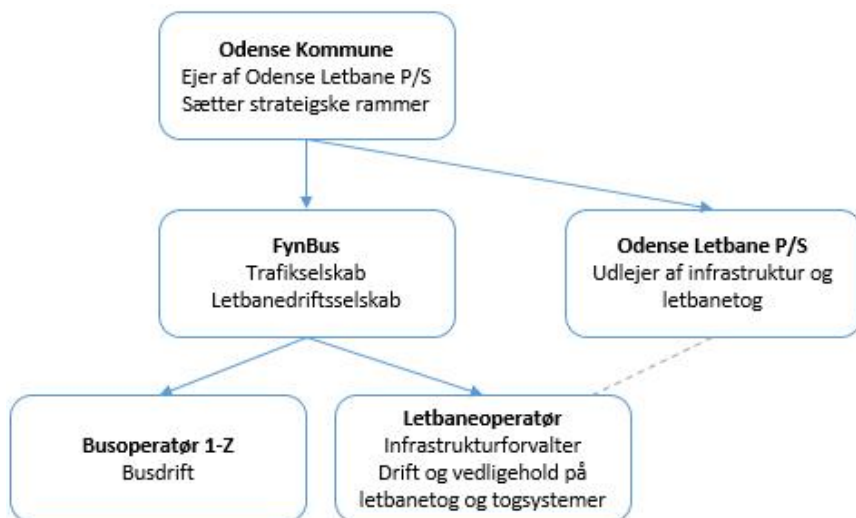 Odense Kommune
Ejer af Odense Letbane P/S
Sætter strateigske rammer
FynBus
Trafikselskab
Letbanedriftsselskab
Odense Letbane P/S
Udlejer af infrastruktur og
letbanetog
Busoperatør 1-Z
Busdrift
Letbaneoperatør
Infrastrukturforvalter
Drift og vedligehold på
letbanetog og togsystemer